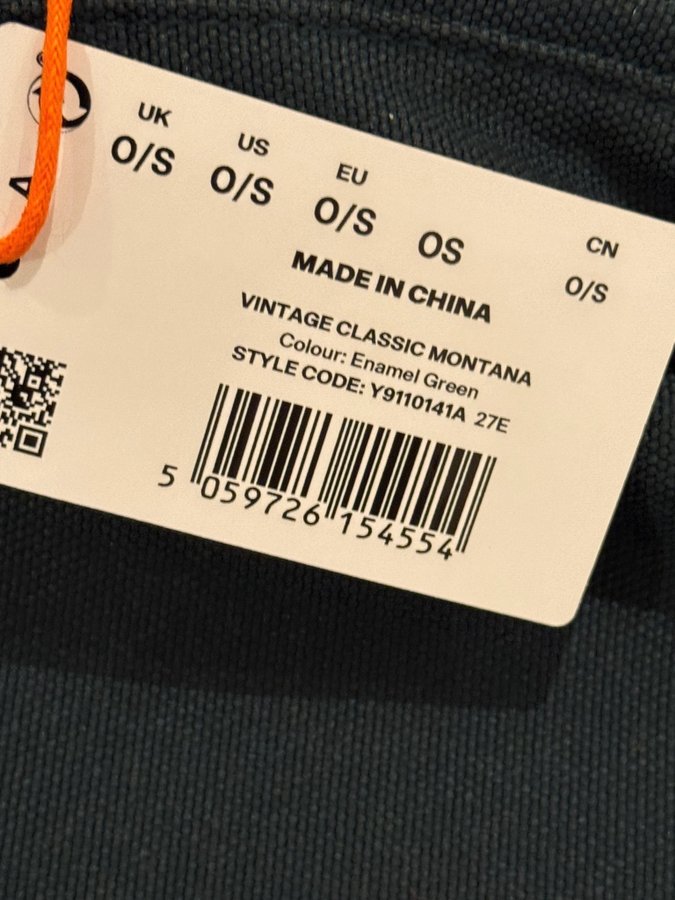 UK US EU CN
O/S O/S O/S OS O/S
MADE IN CHINA
VINTAGE CLASSIC MONTANA
Colour: Enamel Green
STYLE CODE: Y9110141A 27E
5 059726 154554